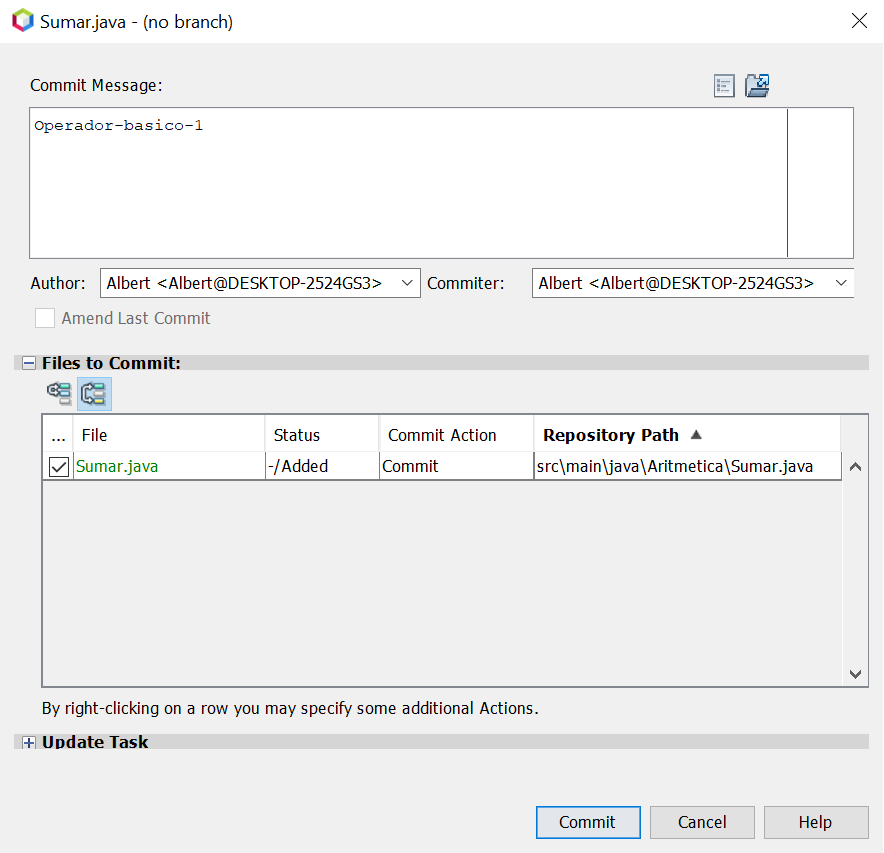 Sumar.java - (no branch)
Commit Message:
Operador-basico-1
Author: Albert <Albert@DESKTOP-2524GS3> Commiter: Albert <Albert@DESKTOP-2524GS3>
Amend Last Commit
Files to Commit:
... File Status Commit Action Repository Path
Sumar.java -/Added Commit src\main\java\Aritmetica\Sumar.java
By right-clicking on a row you may specify some additional Actions.
Update Task
Commit Cancel Help